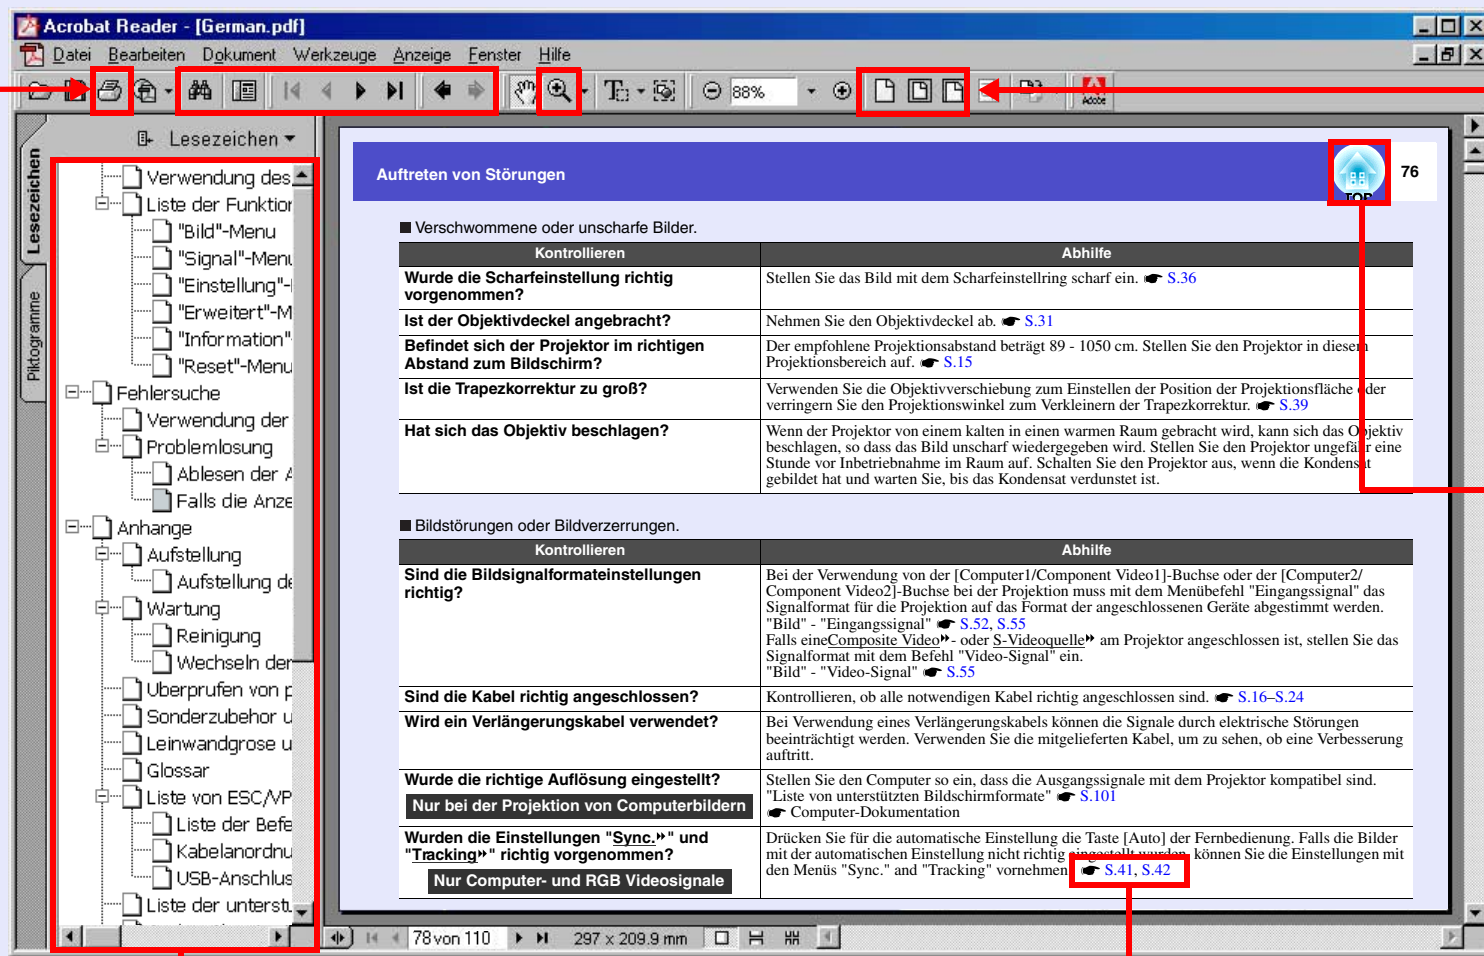 Acrobat Reader - [German.pdf]
Datei Bearbeiten Dokument Werkzeuge Anzeige Fenster Hilfe
88%
Adobe
Lesezeichen
Lesezeichen
Piktogramme
Verwendung des
Liste der Funktion
"Bild"-Menu
"Signal"-Menu
"Einstellung"-
"Erweitert"-M
"Information"
"Reset"-Menu
Fehlersuche
Verwendung der
Problemlosung
Ablesen der A
Falls die Anze
Anhange
Aufstellung
Aufstellung de
Wartung
Reinigung
Wechseln der
Uberprufen von p
Sonderzubehor u
Leinwandgrose u
Glossar
Liste von ESC/VP
Liste der Befe
Kabelanordnu
USB-Anschlus
Liste der unterstu
Auftreten von Störungen
TOP
76
Verschwommene oder unscharfe Bilder.
Kontrollieren Abhilfe
Wurde die Scharfeinstellung richtig
vorgenommen?
Stellen Sie das Bild mit dem Scharfeinstellring scharf ein. ☛ S.36
Ist der Objektivdeckel angebracht?
Nehmen Sie den Objektivdeckel ab. ☛ S.31
Befindet sich der Projektor im richtigen
Abstand zum Bildschirm?
Der empfohlene Projektionsabstand beträgt 89 - 1050 cm. Stellen Sie den Projektor in diesem
Projektionsbereich auf. ☛ S.15
Ist die Trapezkorrektur zu groß?
Verwenden Sie die Objektivverschiebung zum Einstellen der Position der Projektionsfläche oder
verringern Sie den Projektionswinkel zum Verkleinern der Trapezkorrektur. ☛ S.39
Hat sich das Objektiv beschlagen?
Wenn der Projektor von einem kalten in einen warmen Raum gebracht wird, kann sich das Objektiv
beschlagen, so dass das Bild unscharf wiedergegeben wird. Stellen Sie den Projektor ungefähr eine
Stunde vor Inbetriebnahme im Raum auf. Schalten Sie den Projektor aus, wenn die Kondensat
gebildet hat und warten Sie, bis das Kondensat verdunstet ist.
Bildstörungen oder Bildverzerrungen.
Kontrollieren Abhilfe
Sind die Bildsignalformateinstellungen
richtig?
Bei der Verwendung von der [Computer1/Component Video1]-Buchse oder der [Computer2/
Component Video2]-Buchse bei der Projektion muss mit dem Menübefehl "Eingangssignal" das
Signalformat für die Projektion auf das Format der angeschlossenen Geräte abgestimmt werden.
"Bild" - "Eingangssignal" ☛ S.52, S.55
Falls eineComposite Video - oder S-Videoquelle am Projektor angeschlossen ist, stellen Sie das
Signalformat mit dem Befehl "Video-Signal" ein.
"Bild" - "Video-Signal" ☛ S.55
Sind die Kabel richtig angeschlossen?
Kontrollieren, ob alle notwendigen Kabel richtig angeschlossen sind. ☛ S.16–S.24
Wird ein Verlängerungskabel verwendet?
Bei Verwendung eines Verlängerungskabels können die Signale durch elektrische Störungen
beeinträchtigt werden. Verwenden Sie die mitgelieferten Kabel, um zu sehen, ob eine Verbesserung
auftritt.
Wurde die richtige Auflösung eingestellt?
Nur bei der Projektion von Computerbildern
Stellen Sie den Computer so ein, dass die Ausgangssignale mit dem Projektor kompatibel sind.
"Liste von unterstützten Bildschirmformate" ☛ S.101
☛ Computer-Dokumentation
Wurden die Einstellungen "Sync." und
"Tracking" richtig vorgenommen?
Nur Computer- und RGB Videosignale
Drücken Sie für die automatische Einstellung die Taste [Auto] der Fernbedienung. Falls die Bilder
mit der automatischen Einstellung nicht richtig eingestellt wurden, können Sie die Einstellungen mit
den Menüs "Sync." and "Tracking" vornehmen ☛ S.41, S.42
78 von 110 297 x 209.9 mm